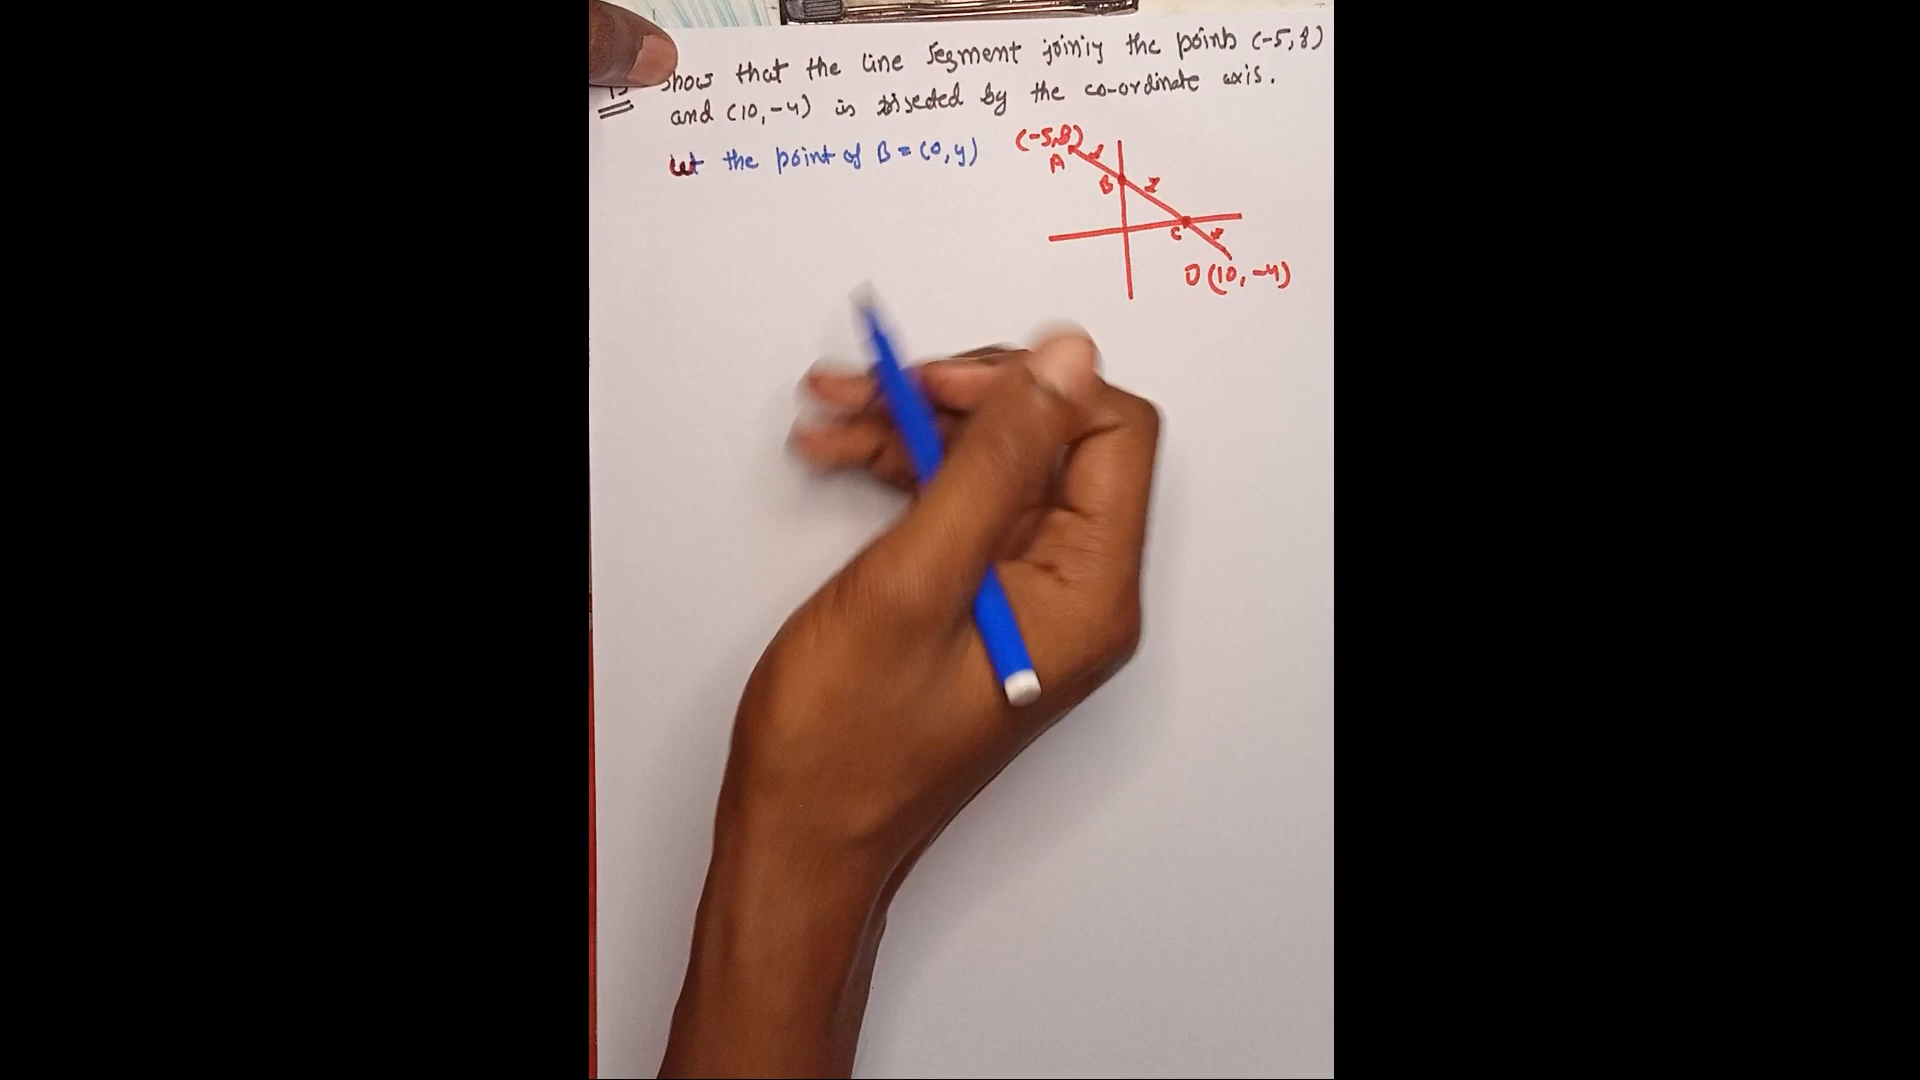 Show that the line segment joining the points (-5,8)
and (10,-4) is trisected by the co-ordinate axis.
Let the point of B = (0,y)
(-5,8)
A
B
C
D(10,-4)